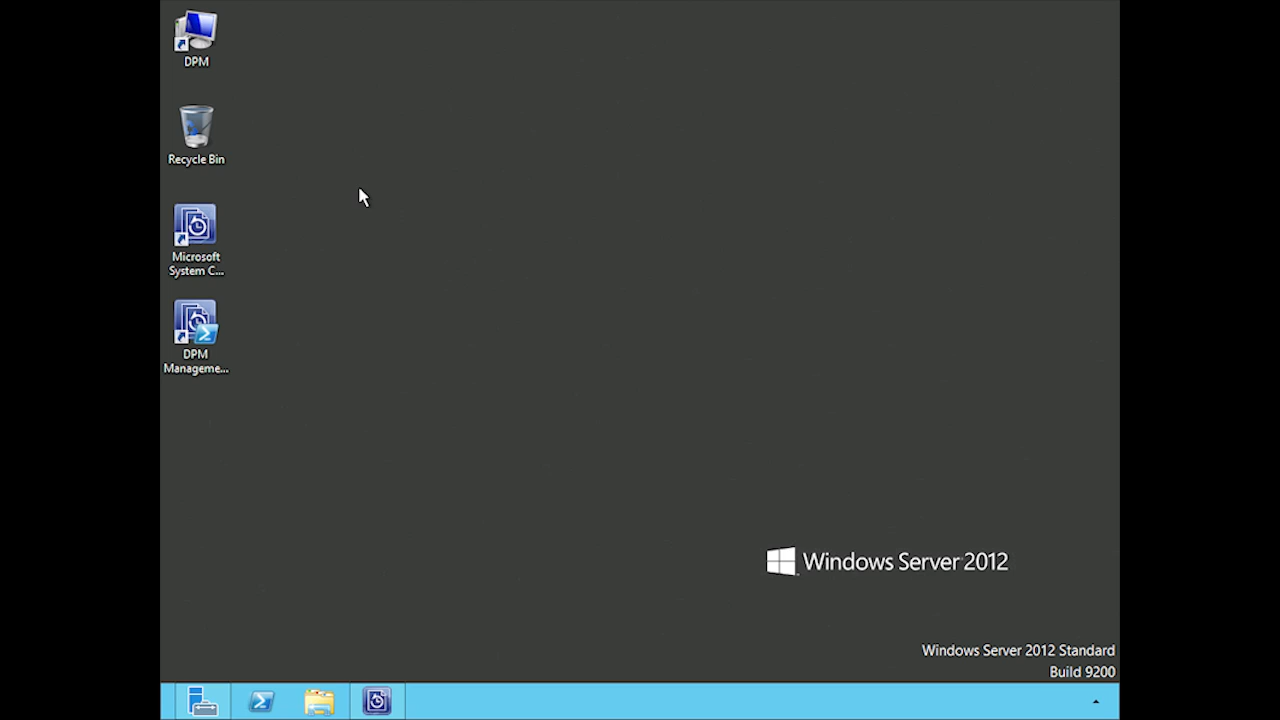 DPM
Recycle Bin
Microsoft
System C...
DPM
Manageme...
Windows Server 2012
Windows Server 2012 Standard
Build 9200